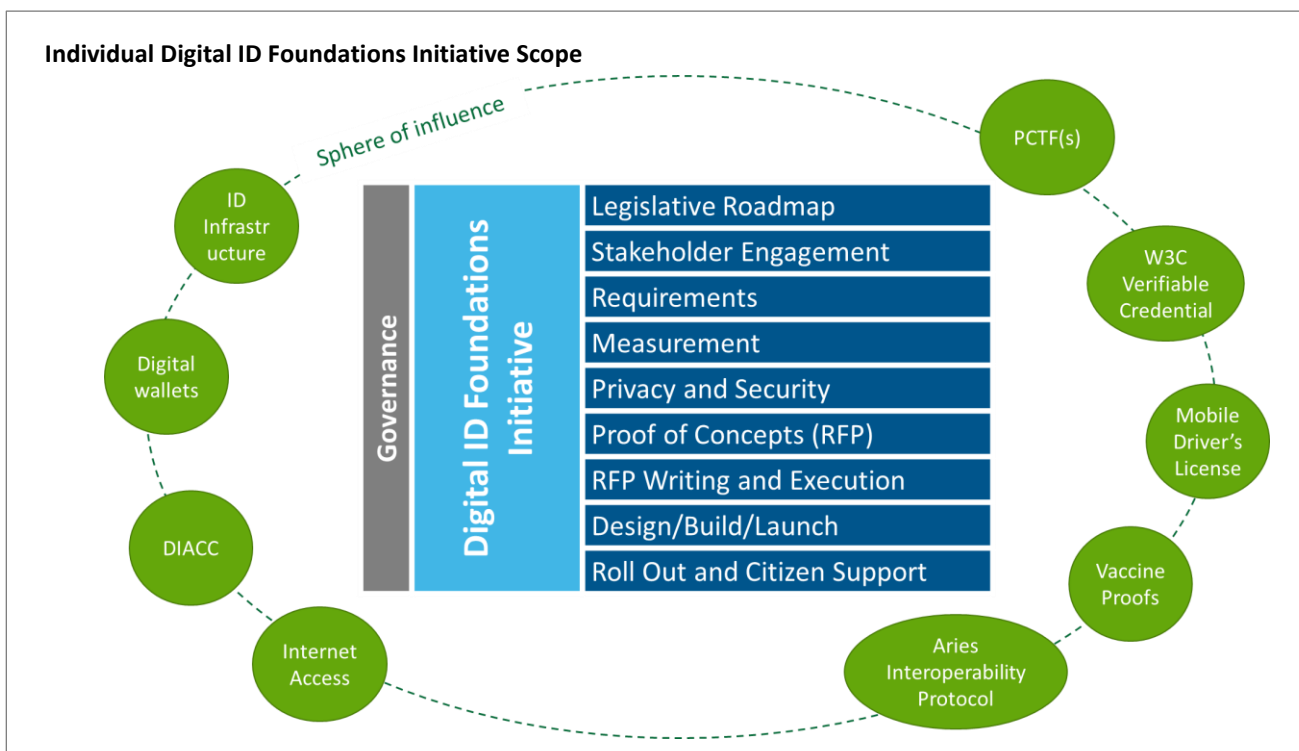 Individual Digital ID Foundations Initiative Scope
Sphere of influence
PCTF(s)
ID
Infrastr
ucture
Governance
Digital ID Foundations
Initiative
Legislative Roadmap
Stakeholder Engagement
Requirements
Measurement
Privacy and Security
Proof of Concepts (RFP)
RFP Writing and Execution
Design/Build/Launch
Roll Out and Citizen Support
W3C
Verifiable
Credential
Digital
wallets
Mobile
Driver’s
License
DIACC
Vaccine
Proofs
Internet
Access
Aries
Interoperability
Protocol